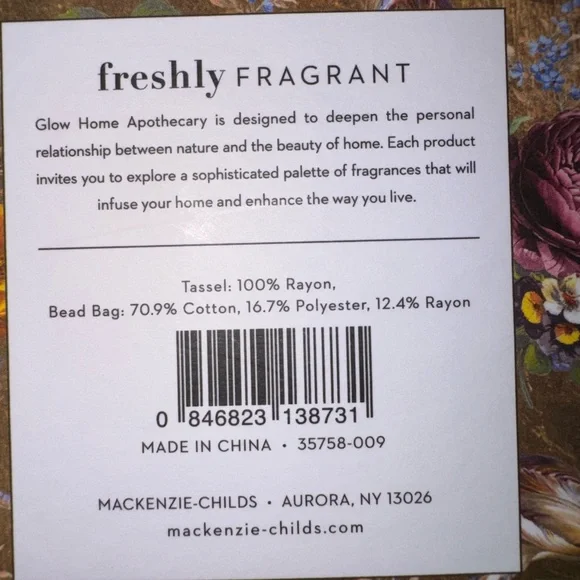 freshly FRAGRANT
Glow Home Apothecary is designed to deepen the personal
relationship between nature and the beauty of home. Each product
invites you to explore a sophisticated palette of fragrances that will
infuse your home and enhance the way you live.
Tassel: 100% Rayon,
Bead Bag: 70.9% Cotton, 16.7% Polyester, 12.4% Rayon
0 846823 138731
MADE IN CHINA • 35758-009
MACKENZIE-CHILDS • AURORA, NY 13026
mackenzie-childs.com